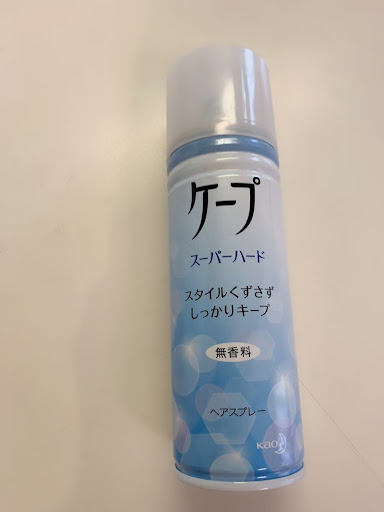 ケープ
スーパーハード
スタイルくずさず
しっかりキープ
無香料
ヘアスプレー
Kao